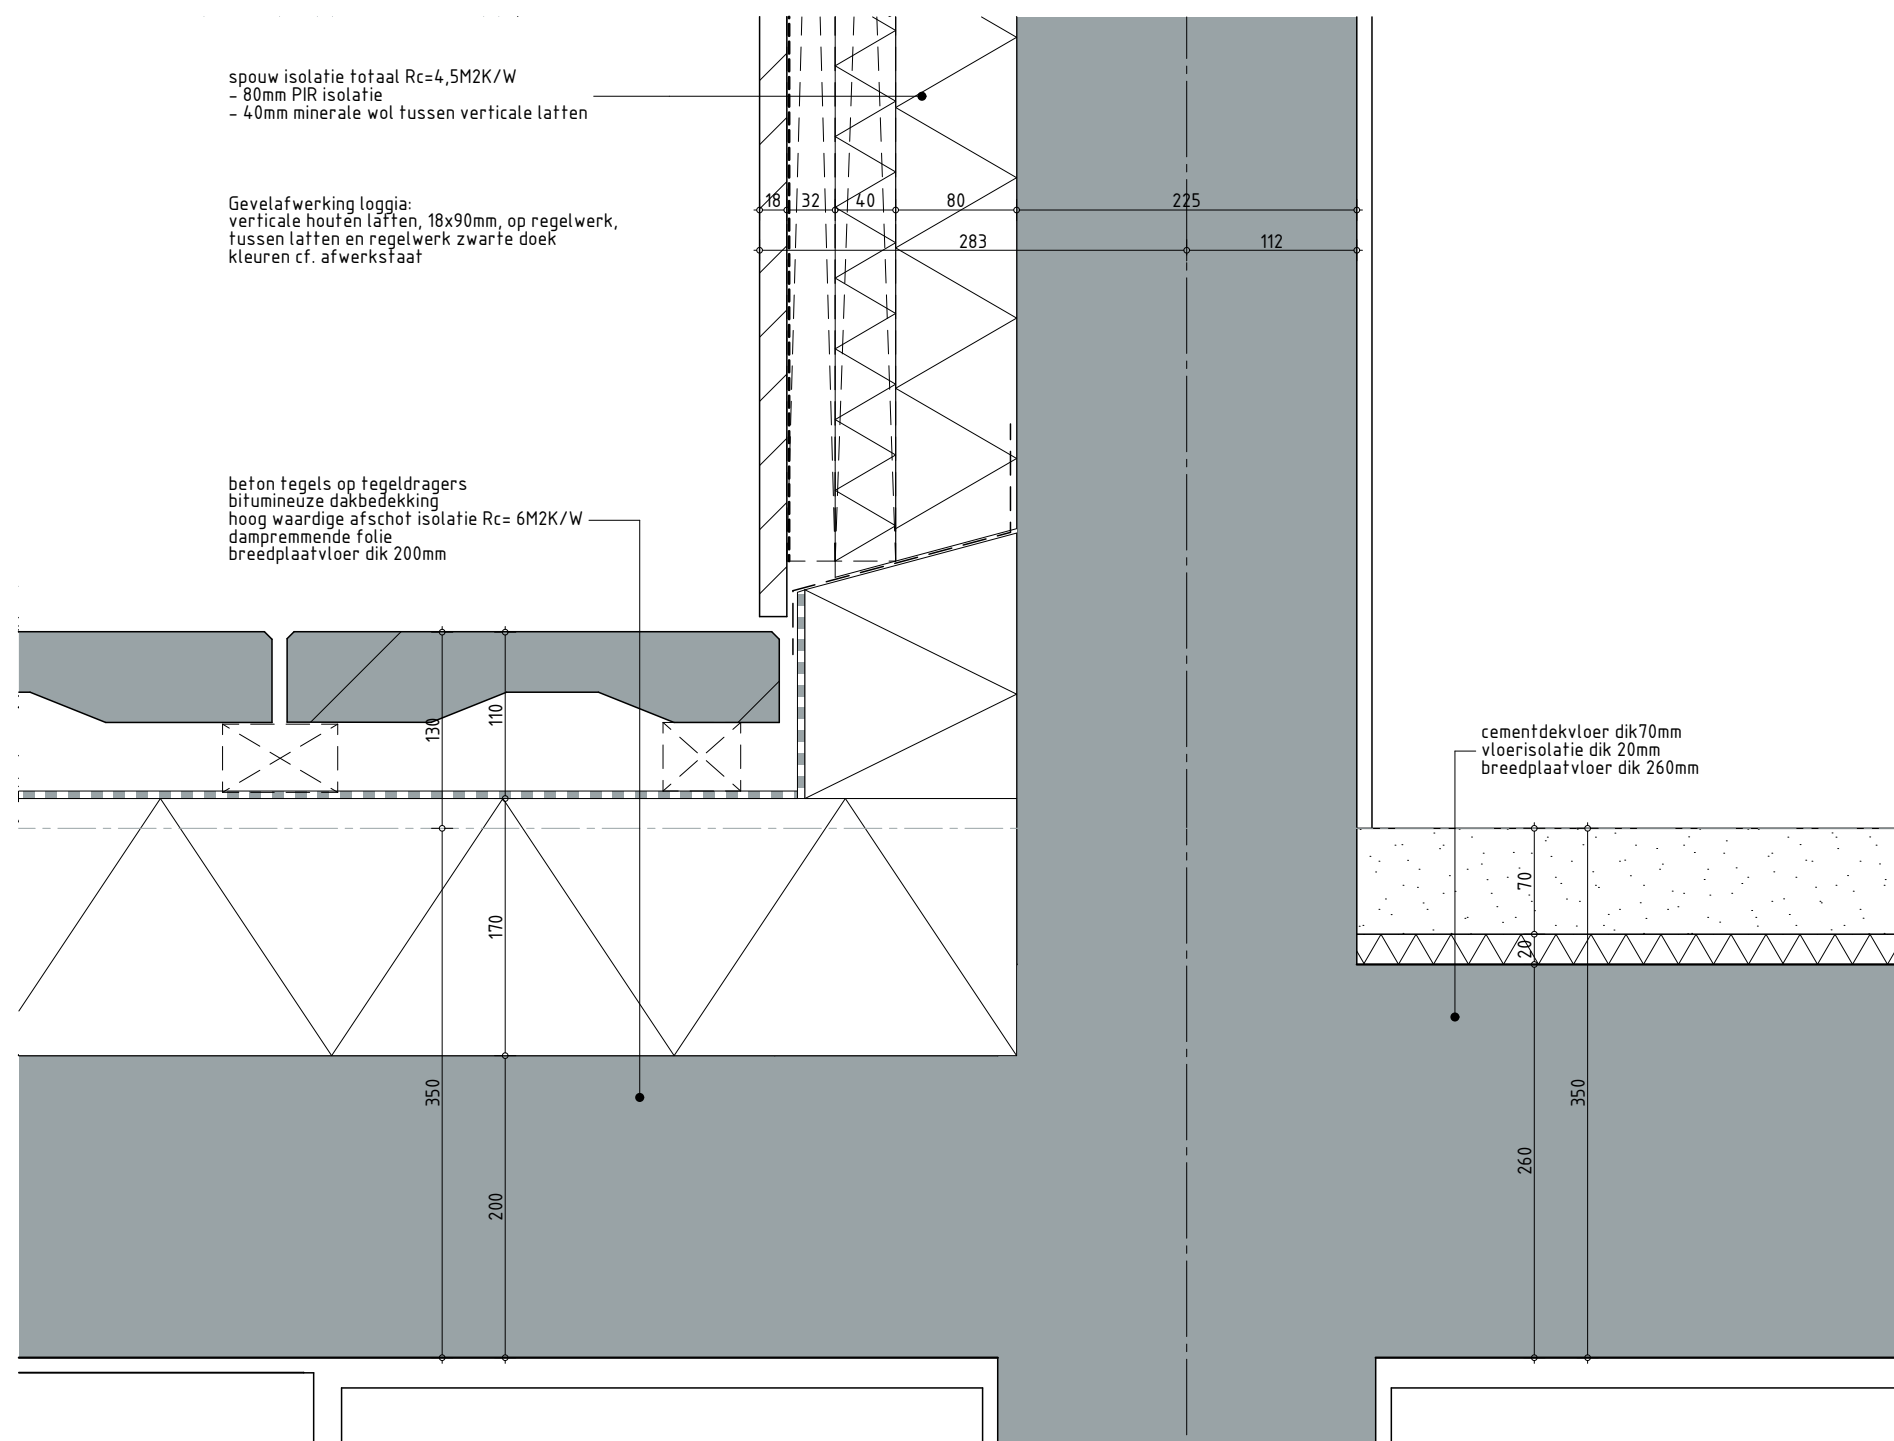 spouw isolatie totaal Rc=4,5M2K/W
- 80mm PIR isolatie
- 40mm minerale wol tussen verticale latten
Gevelafwerking loggia:
verticale houten latten, 18x90mm, op regelwerk,
tussen latten en regelwerk zwarte doek
kleuren cf. afwerkstaat
18 32 40 80 225
283 112
beton tegels op tegeldragers
bitumineuze dakbedekking
hoog waardige afschot isolatie Rc= 6M2K/W
dampremmende folie
breedplaatvloer dik 200mm
130
110
cementdekvloer dik70mm
vloerisolatie dik 20mm
breedplaatvloer dik 260mm
170
70
20
350
200
350
260